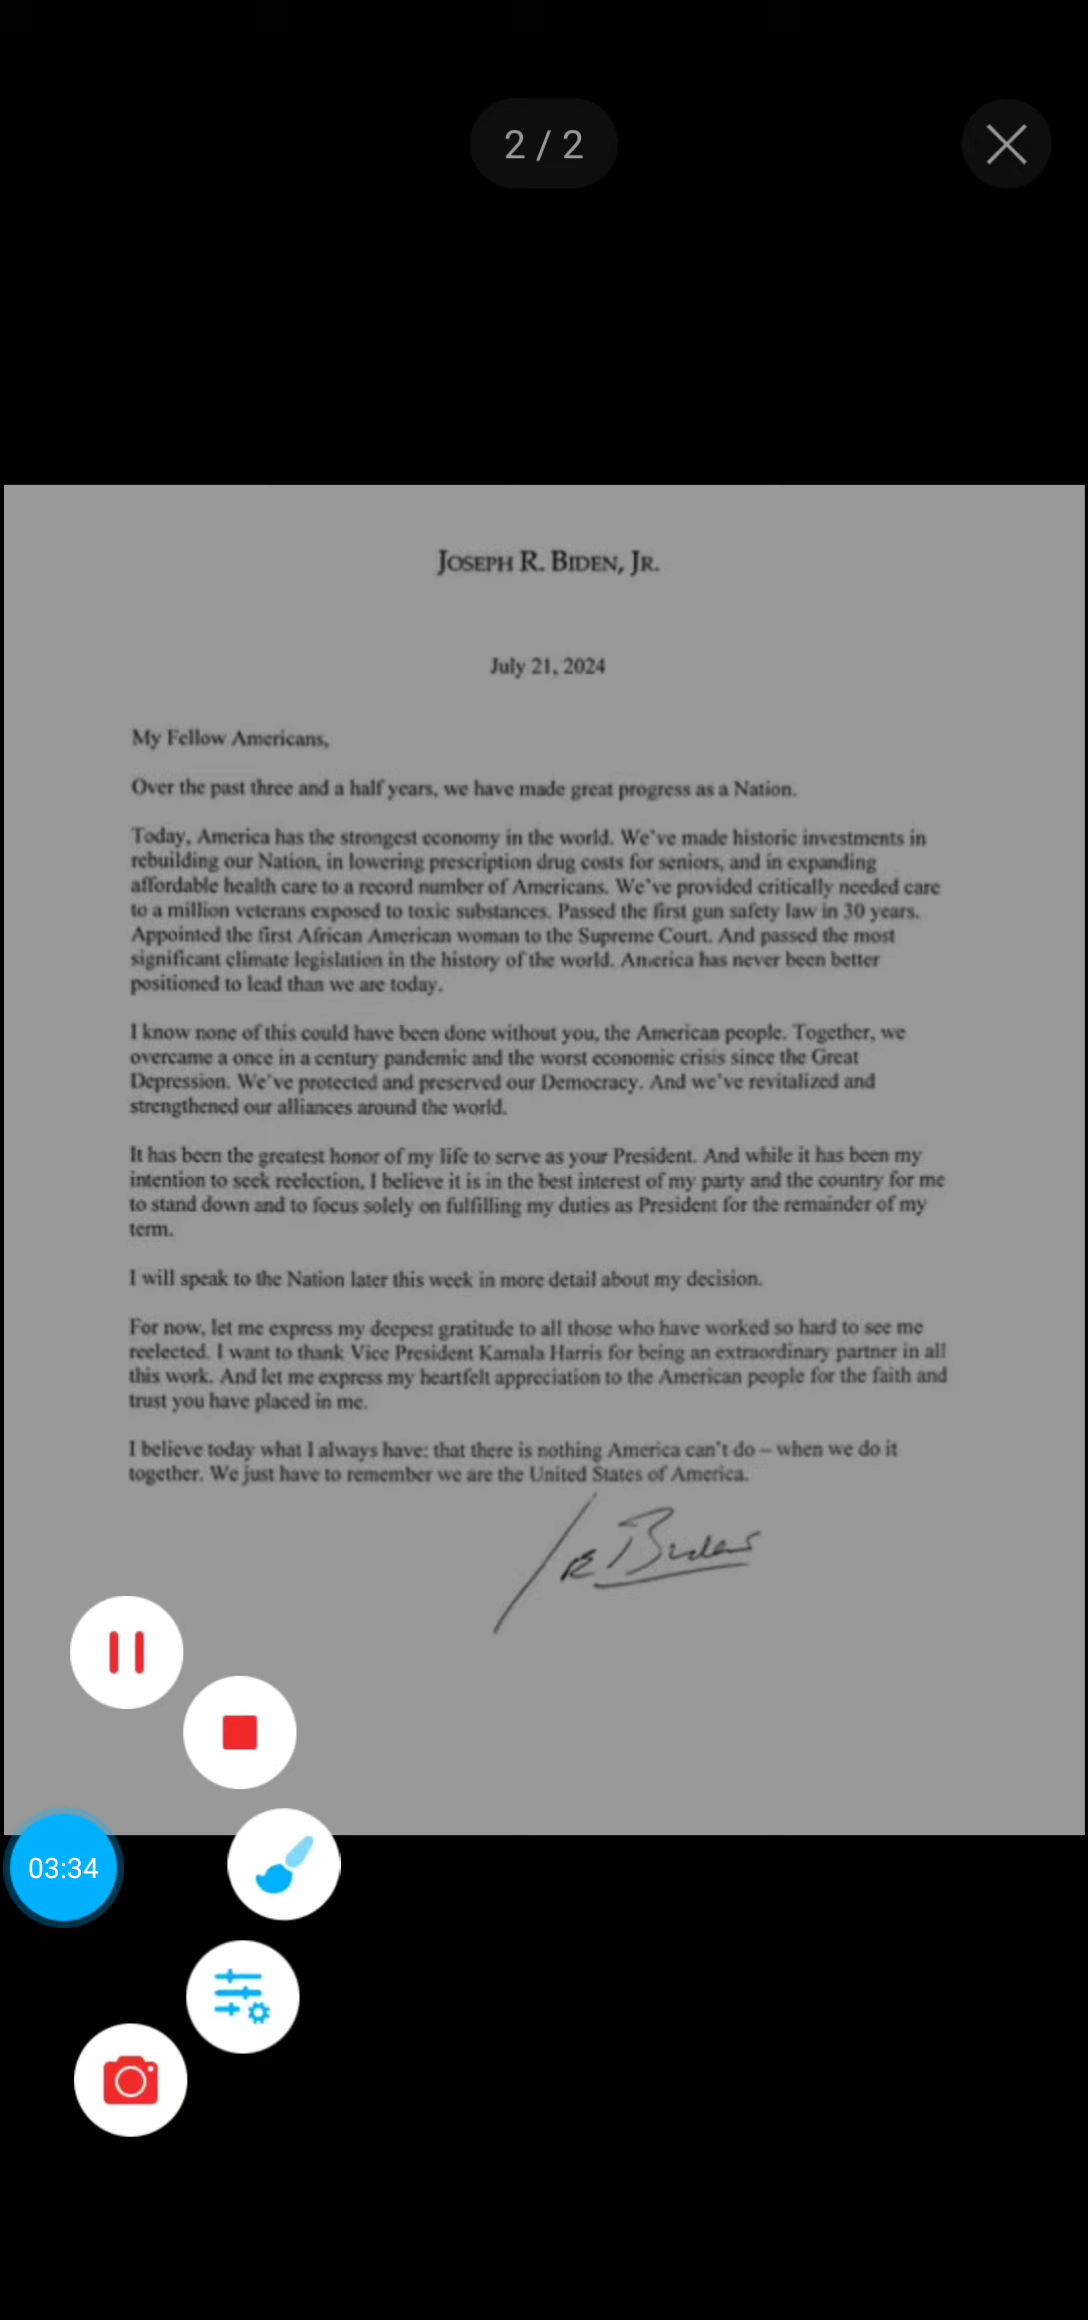 2 / 2
JOSEPH R. BIDEN, JR.
July 21, 2024
My Fellow Americans,
Over the past three and a half years, we have made great progress as a Nation.
Today, America has the strongest economy in the world. We've made historic investments in
rebuilding our Nation, in lowering prescription drug costs for seniors, and in expanding
affordable health care to a record number of Americans. We've provided critically needed care
to a million veterans exposed to toxic substances. Passed the first gun safety law in 30 years.
Appointed the first African American woman to the Supreme Court. And passed the most
significant climate legislation in the history of the world. America has never been better
positioned to lead than we are today.
I know none of this could have been done without you, the American people. Together, we
overcame a once in a century pandemic and the worst economic crisis since the Great
Depression. We've protected and preserved our Democracy. And we've revitalized and
strengthened our alliances around the world.
It has been the greatest honor of my life to serve as your President. And while it has been my
intention to seek reelection, I believe it is in the best interest of my party and the country for me
to stand down and to focus solely on fulfilling my duties as President for the remainder of my
term.
I will speak to the Nation later this week in more detail about my decision.
For now, let me express my deepest gratitude to all those who have worked so hard to see me
reelected. I want to thank Vice President Kamala Harris for being an extraordinary partner in all
this work. And let me express my heartfelt appreciation to the American people for the faith and
trust you have placed in me.
I believe today what I always have: that there is nothing America can't do – when we do it
together. We just have to remember we are the United States of America.
Joe Biden
03:34